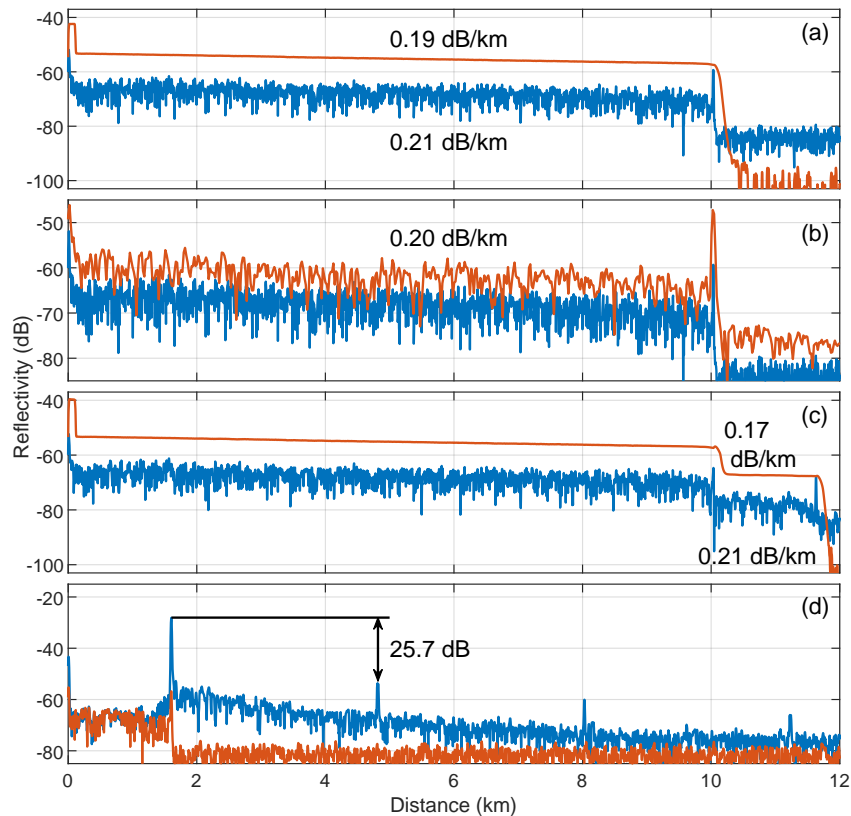 -40
(a)
0.19 dB/km
-60
-80
0.21 dB/km
-100
-50
(b)
0.20 dB/km
-60
-70
-80
Reflectivity (dB)
-40
(c)
0.17
dB/km
-60
-80
0.21 dB/km
-100
-20
(d)
-40
25.7 dB
-60
-80
0 2 4 6 8 10 12
Distance (km)